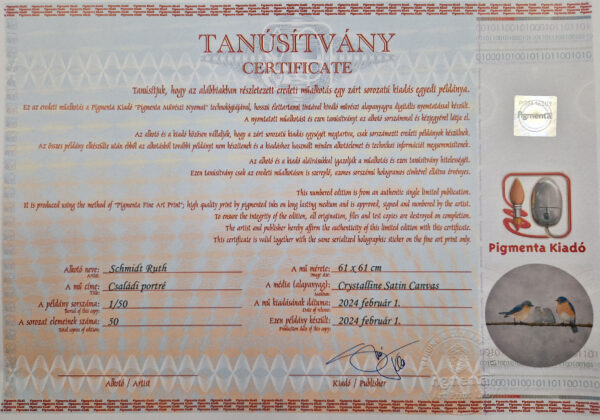 TANÚSÍTVÁNY
CERTIFICATE
Tanúsítjuk, hogy az alábbiakban részletezett eredeti műalkotás egy zárt sorozatú kiadás egyedi példánya.
Ez az eredeti műalkotás a Pigmenta Kiadó "Pigmenta Művészi Nyomat" technológiájával, hosszú élettartamú tintával kiváló művészi alapanyagra digitális nyomtatással készült.
A nyomtatott műalkotást és ezen tanúsítványt az alkotó sorszámmal és kézjegyével látja el.
Az alkotó és a kiadó közösen vállalják, hogy a zárt sorozatú kiadás egységét megtartva, csak sorszámozott eredeti példányok készülnek.
Az összes példány elkészülte után ebből az alkotásból további példányt nem készítenek és a kiadáshoz használt minden alkotóelemet és technikai információt megsemmisítenek.
Az alkotó és a kiadó aláírásukkal igazolják a műalkotás és ezen tanúsítvány hitelességét.
Ezen tanúsítvány csak az eredeti műalkotáson is szereplő, azonos sorszámú hologramos címkével ellátva érvényes.
This numbered edition is from an authentic single limited publication.
It is produced using the method of "Pigmenta Fine Art Print"; high quality print by pigmented inks on long lasting medium and is approved, signed and numbered by the artist.
To ensure the integrity of the edition, all origination, files and test copies are destroyed on completion.
The artist and publisher hereby affirm the authenticity of this limited edition with this certificate.
This certificate is valid together with the same serialized holographic sticker on the fine art print only.
Alkotó neve: Schmidt Ruth
Artist
A mű címe: Családi portré
Title
A példány sorszáma: 1/50
Serial of this copy
A sorozat elemeinek száma: 50
Total copies of edition
A mű mérete: 61 x 61 cm
Image size
A média (alapanyag): Crystalline Satin Canvas
Medium
A mű kiadásának dátuma: 2024 február 1.
Date of release
Ezen példány készült: 2024 február 1.
Production date of this copy
Alkotó / Artist
Kiadó / Publisher
Pigmenta
Pigmenta Kiadó